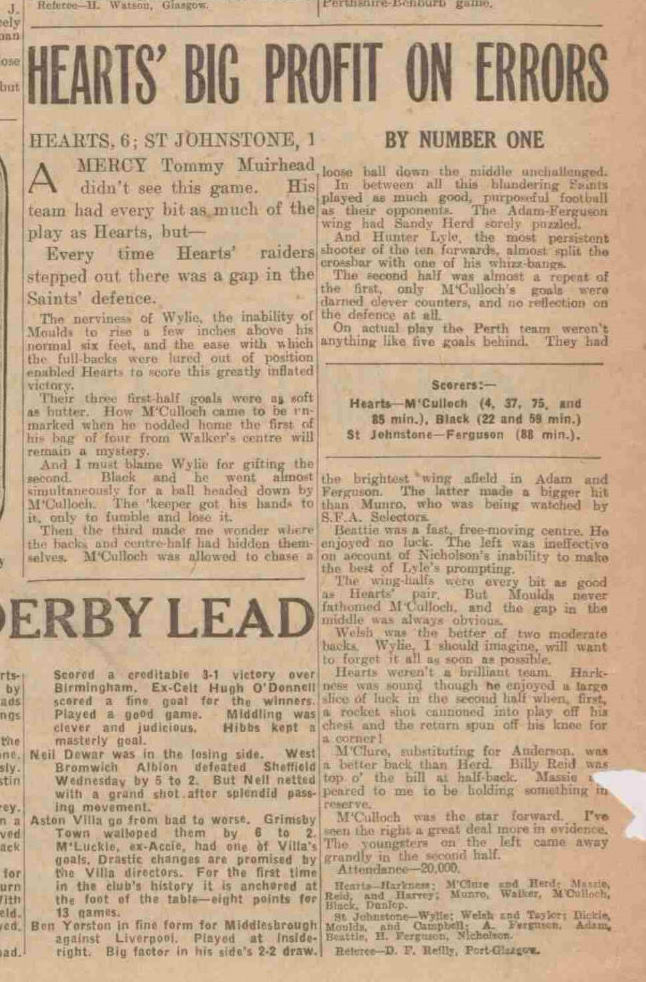 Referee—H. Watson, Glasgow.
Perthshire-Benburb game.
HEARTS' BIG PROFIT ON ERRORS
HEARTS, 6; ST JOHNSTONE, 1
A MERCY Tommy Muirhead
didn't see this game. His
team had every bit as much of the
play as Hearts, but—
Every time Hearts' raiders
stepped out there was a gap in the
Saints' defence.
The nerviness of Wylie, the inability of
Moulds to rise a few inches above his
normal six feet, and the ease with which
the full-backs were lured out of position
enabled Hearts to score this greatly inflated
victory.
Their three first-half goals were as soft
as butter. How M'Culloch came to be un-
marked when he nodded home the first of
his bag of four from Walker's centre will
remain a mystery.
And I must blame Wylie for gifting the
second. Black and he went almost
simultaneously for a ball headed down by
M'Culloch. The 'keeper got his hands to
it, only to fumble and lose it.
Then the third made me wonder where
the backs and centre-half had hidden them-
selves. M'Culloch was allowed to chase a
BY NUMBER ONE
loose ball down the middle unchallenged.
In between all this blundering Saints
played as much good, purposeful football
as their opponents. The Adam-Ferguson
wing had Sandy Herd sorely puzzled.
And Hunter Lyle, the most persistent
shooter of the ten forwards, almost split the
crossbar with one of his whizz-bangs.
The second half was almost a repeat of
the first, only M'Culloch's goals were
darned clever counters, and no reflection on
the defence at all.
On actual play the Perth team weren't
anything like five goals behind. They had
Scorers:—
Hearts—M'Culloch (4, 37, 75, and
85 min.), Black (22 and 59 min.)
St Johnstone—Ferguson (88 min.).
the brightest wing afield in Adam and
Ferguson. The latter made a bigger hit
than Munro, who was being watched by
S.F.A. Selectors.
Beattie was a fast, free-moving centre. He
enjoyed no luck. The left was ineffective
on account of Nicholson's inability to make
the best of Lyle's prompting.
The wing-halfs were every bit as good
as Hearts' pair. But Moulds never
fathomed M'Culloch, and the gap in the
middle was always obvious.
Welsh was the better of two moderate
backs. Wylie, I should imagine, will want
to forget it all as soon as possible.
Hearts weren't a brilliant team. Hark-
ness was sound though he enjoyed a large
slice of luck in the second half when, first,
a rocket shot cannoned into play off his
chest and the return spun off his knee for
a corner!
M'Clure, substituting for Anderson, was
a better back than Herd. Billy Reid was
top o' the bill at half-back. Massie
peared to me to be holding something in
reserve.
M'Culloch was the star forward. I've
seen the right a great deal more in evidence.
The youngsters on the left came away
grandly in the second half.
Attendance—20,000.
Hearts—Harkness; M'Clure and Herd; Massie,
Reid, and Harvey; Munro, Walker, M'Culloch,
Black, Dunlop.
St Johnstone—Wylie; Welsh and Taylor; Dickie,
Moulds, and Campbell; A. Ferguson, Adam,
Beattie, H. Ferguson, Nicholson.
Referee—D. F. Reilly, Port-Glasgow.
DERBY LEAD
Scored a creditable 3-1 victory over
Birmingham. Ex-Celt Hugh O'Donnell
scored a fine goal for the winners.
Played a good game. Middling was
clever and judicious. Hibbs kept a
masterly goal.
Neil Dewar was in the losing side. West
Bromwich Albion defeated Sheffield
Wednesday by 5 to 2. But Neil netted
with a grand shot after splendid pass-
ing movement.
Aston Villa go from bad to worse. Grimsby
Town walloped them by 6 to 2.
M'Luckie, ex-Accie, had one of Villa's
goals. Drastic changes are promised by
the Villa directors. For the first time
in the club's history it is anchored at
the foot of the table—eight points for
13 games.
Ben Yorston in fine form for Middlesbrough
against Liverpool. Played at inside-
right. Big factor in his side's 2-2 draw.